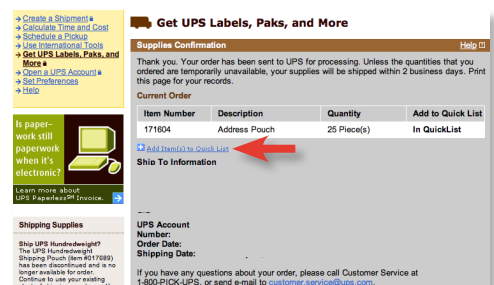 Create a Shipment
Calculate Time and Cost
Schedule a Pickup
Use International Tools
Get UPS Labels, Paks, and
More
Open a UPS Account
Set Preferences
Help
Is paper-
work still
paperwork
when it's
electronic?
Learn more about
UPS Paperless℠ Invoice.
Shipping Supplies
Ship UPS Hundredweight?
The UPS Hundredweight
Shipping Pouch (item #017689)
has been discontinued and is no
longer available for order.
Continue to use your existing
Get UPS Labels, Paks, and More
Supplies Confirmation Help
Thank you. Your order has been sent to UPS for processing. Unless the quantities that you
ordered are temporarily unavailable, your supplies will be shipped within 2 business days. Print
this page for your records.
Current Order
Item Number Description Quantity Add to Quick List
171604 Address Pouch 25 Piece(s) In QuickList
Add Item(s) to Quick List
Ship To Information
UPS Account
Number:
Order Date:
Shipping Date:
If you have any questions about your order, please call Customer Service at
1-800-PICK-UPS, or send e-mail to customer.service@ups.com.